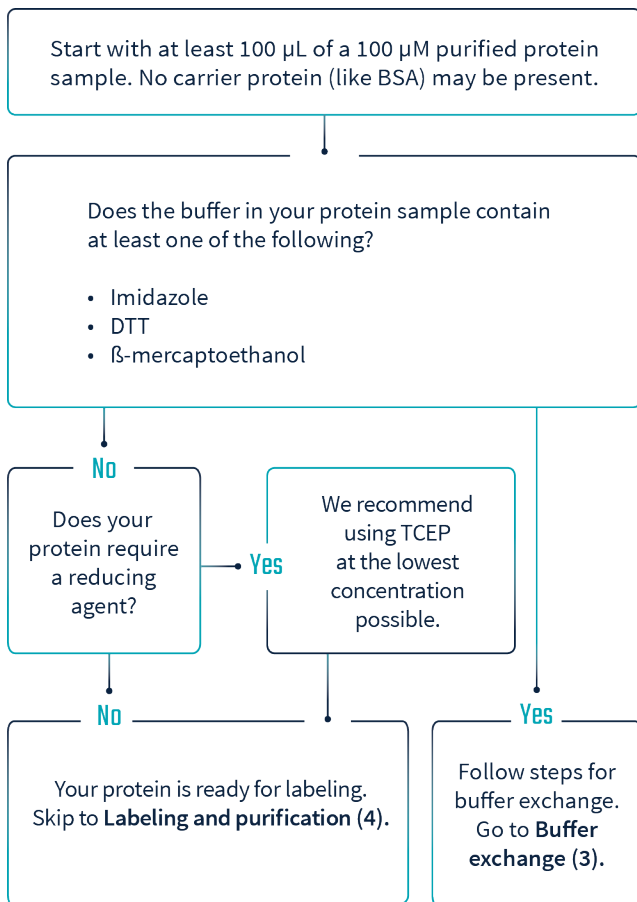 Start with at least 100 µL of a 100 µM purified protein
sample. No carrier protein (like BSA) may be present.
Does the buffer in your protein sample contain
at least one of the following?
• Imidazole
• DTT
• ß-mercaptoethanol
No
Does your
protein require
a reducing
agent?
Yes
We recommend
using TCEP
at the lowest
concentration
possible.
No
Your protein is ready for labeling.
Skip to Labeling and purification (4).
Yes
Follow steps for
buffer exchange.
Go to Buffer
exchange (3).